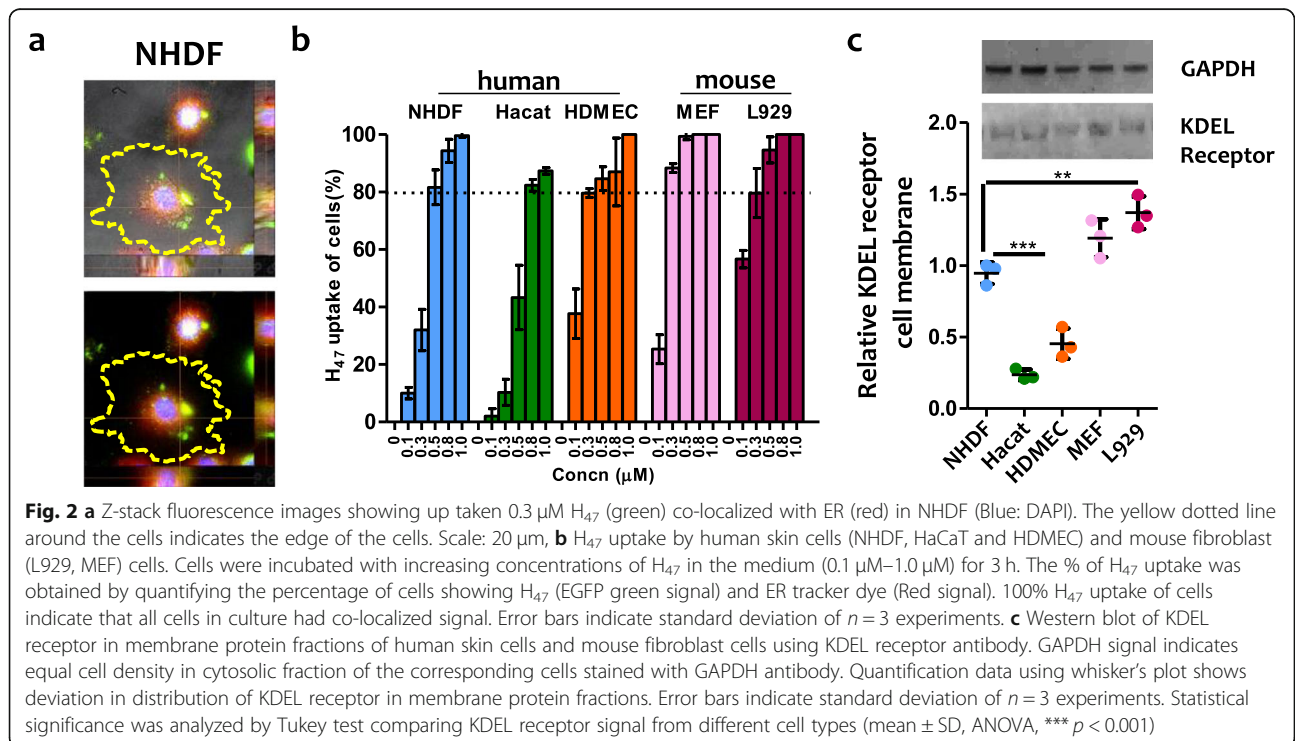 a
NHDF
b
human
mouse
NHDF
Hacat
HDMEC
MEF
L929
H47 uptake of cells(%)
100
80
60
40
20
0
0 0.1 0.3 0.5 0.8 1.0
0 0.1 0.3 0.5 0.8 1.0
0 0.1 0.3 0.5 0.8 1.0
0 0.1 0.3 0.5 0.8 1.0
0 0.1 0.3 0.5 0.8 1.0
Concn (µM)
c
GAPDH
KDEL
Receptor
Relative KDEL receptor
cell membrane
2.0
1.5
1.0
0.5
0.0
**
***
NHDF
Hacat
HDMEC
MEF
L929
Fig. 2 a Z-stack fluorescence images showing up taken 0.3 µM H47 (green) co-localized with ER (red) in NHDF (Blue: DAPI). The yellow dotted line
around the cells indicates the edge of the cells. Scale: 20 µm, b H47 uptake by human skin cells (NHDF, HaCaT and HDMEC) and mouse fibroblast
(L929, MEF) cells. Cells were incubated with increasing concentrations of H47 in the medium (0.1 µM–1.0 µM) for 3 h. The % of H47 uptake was
obtained by quantifying the percentage of cells showing H47 (EGFP green signal) and ER tracker dye (Red signal). 100% H47 uptake of cells
indicate that all cells in culture had co-localized signal. Error bars indicate standard deviation of n = 3 experiments. c Western blot of KDEL
receptor in membrane protein fractions of human skin cells and mouse fibroblast cells using KDEL receptor antibody. GAPDH signal indicates
equal cell density in cytosolic fraction of the corresponding cells stained with GAPDH antibody. Quantification data using whisker's plot shows
deviation in distribution of KDEL receptor in membrane protein fractions. Error bars indicate standard deviation of n = 3 experiments. Statistical
significance was analyzed by Tukey test comparing KDEL receptor signal from different cell types (mean ± SD, ANOVA, *** p < 0.001)